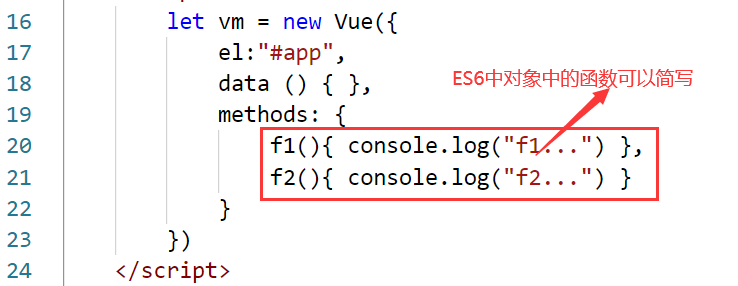 16 let vm = new Vue({
17 el:"#app",
18 data () { },
ES6中对象中的函数可以简写
19 methods: {
20 f1(){ console.log("f1...") },
21 f2(){ console.log("f2...") }
22 }
23 })
24 </script>